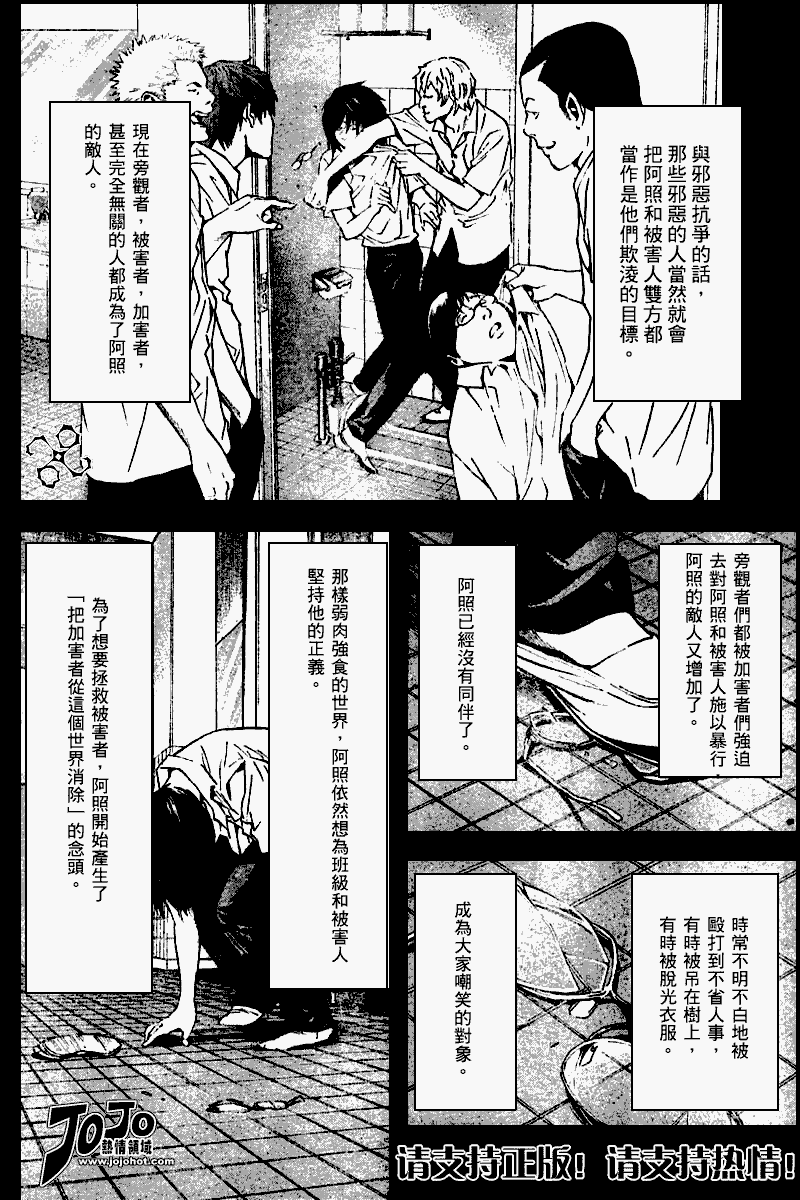 與邪惡抗爭的話，
那些邪惡的人當然就會
把阿照和被害人雙方都
當作是他們欺淩的目標。
現在旁觀者，被害者，加害者，
甚至完全無關的人都成為了阿照
的敵人。
旁觀者們都被加害者們強迫
去對阿照和被害人施以暴行，
阿照的敵人又增加了。
阿照已經沒有同伴了。
時常不明不白地被
毆打到不省人事，
有時被吊在樹上，
有時被脫光衣服。
成為大家嘲笑的對象。
那樣弱肉強食的世界，阿照依然想為班級和被害人
堅持他的正義。
為了想要拯救被害者，阿照開始產生了
「把加害者從這個世界消除」的念頭。
JOJO
熱情領域
www.jojohot.com
请支持正版！请支持热情！